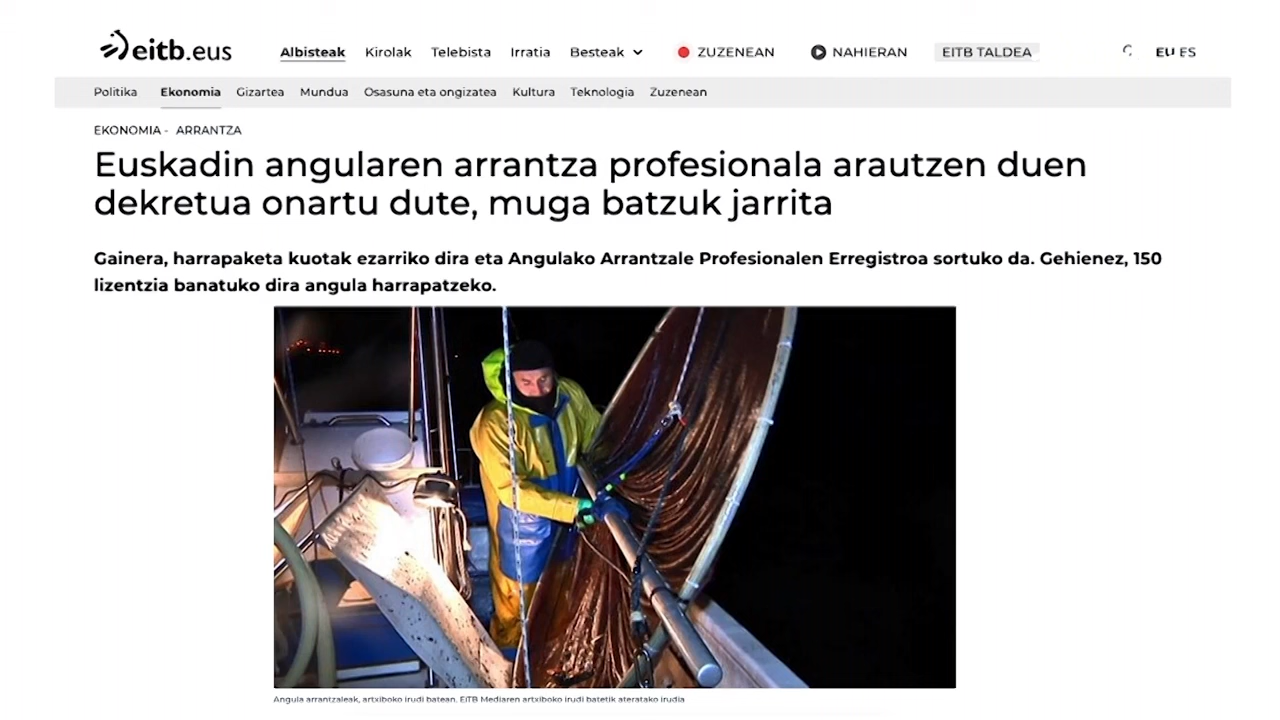 eitb.eus Albisteak Kirolak Telebista Irratia Besteak ZUZENEAN NAHIERAN EITB TALDEA EU ES
Politika Ekonomia Gizartea Mundua Osasuna eta ongizatea Kultura Teknologia Zuzenean
EKONOMIA - ARRANTZA
Euskadin angularen arrantza profesionala arautzen duen
dekretua onartu dute, muga batzuk jarrita
Gainera, harrapaketa kuotak ezarriko dira eta Angulako Arrantzale Profesionalen Erregistroa sortuko da. Gehienez, 150
lizentzia banatuko dira angula harrapatzeko.
Angula arrantzaleak, artxiboko irudi batean. EiTB Mediaren artxiboko irudi batetik ateratako irudia